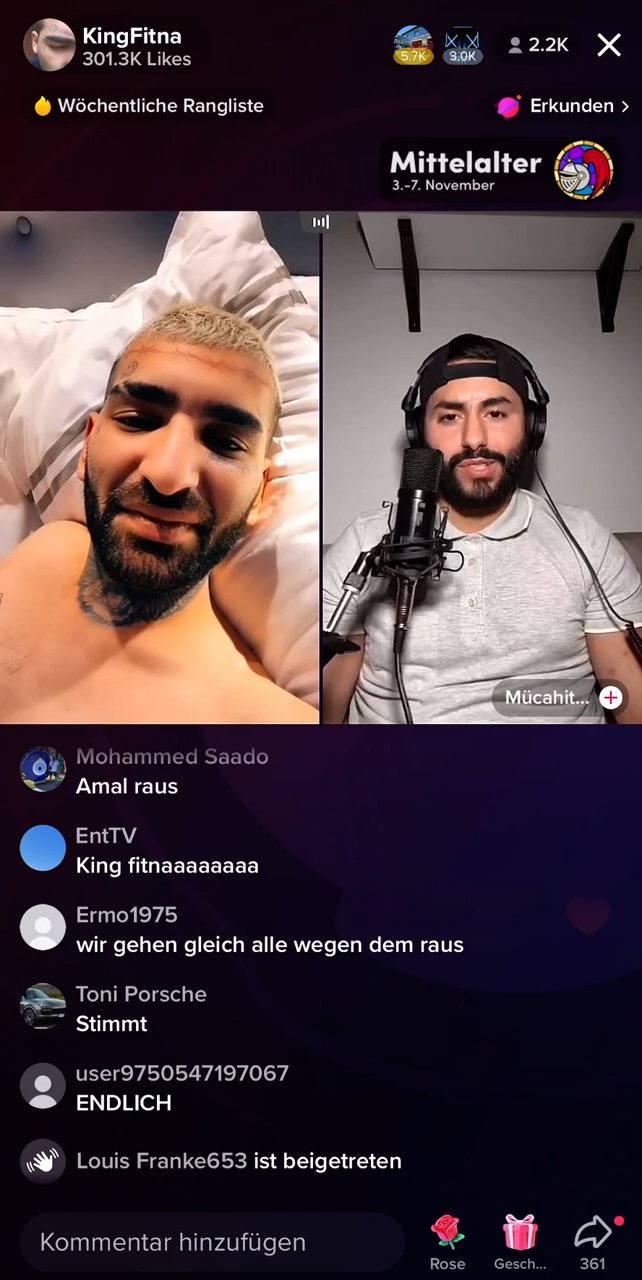 KingFitna
301.3K Likes
5.7K
3.0K
2.2K
Wöchentliche Rangliste
Erkunden
Mittelalter
3.-7. November
Mücahit...
Mohammed Saado
Amal raus
EntTV
King fitnaaaaaaaa
Ermo1975
wir gehen gleich alle wegen dem raus
Toni Porsche
Stimmt
user9750547197067
ENDLICH
Louis Franke653 ist beigetreten
Kommentar hinzufügen
Rose
Gesch...
361